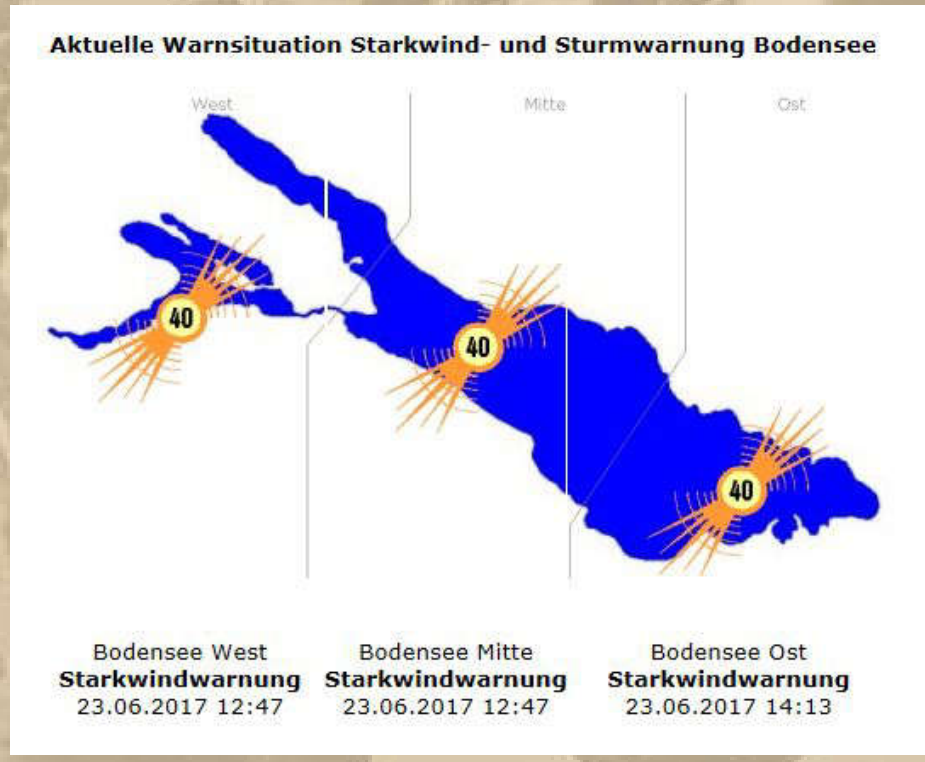 Aktuelle Warnsituation Starkwind- und Sturmwarnung Bodensee
West
Mitte
Ost
40
40
40
Bodensee West
Starkwindwarnung
23.06.2017 12:47
Bodensee Mitte
Starkwindwarnung
23.06.2017 12:47
Bodensee Ost
Starkwindwarnung
23.06.2017 14:13